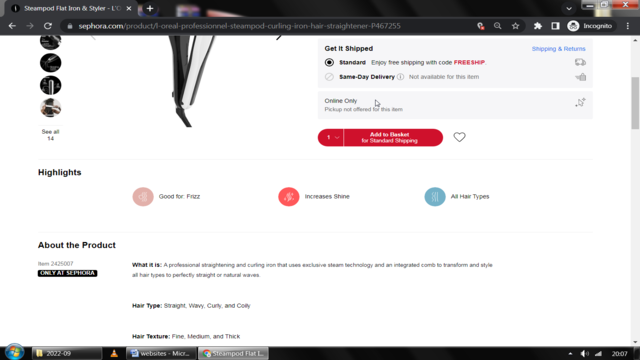 Steampod Flat Iron & Styler - L'O
sephora.com/product/l-oreal-professionnel-steampod-curling-iron-hair-straightener-P467255
Incognito
Get It Shipped
Shipping & Returns
Standard Enjoy free shipping with code FREESHIP.
Same-Day Delivery Not available for this item
Online Only
Pickup not offered for this item
See all
14
1
Add to Basket
for Standard Shipping
Highlights
Good for: Frizz
Increases Shine
All Hair Types
About the Product
Item 2425007
ONLY AT SEPHORA
What it is: A professional straightening and curling iron that uses exclusive steam technology and an integrated comb to transform and style
all hair types to perfectly straight or natural waves.
Hair Type: Straight, Wavy, Curly, and Coily
Hair Texture: Fine, Medium, and Thick
2022-09
websites - Micr...
Steampod Flat I...
20:07